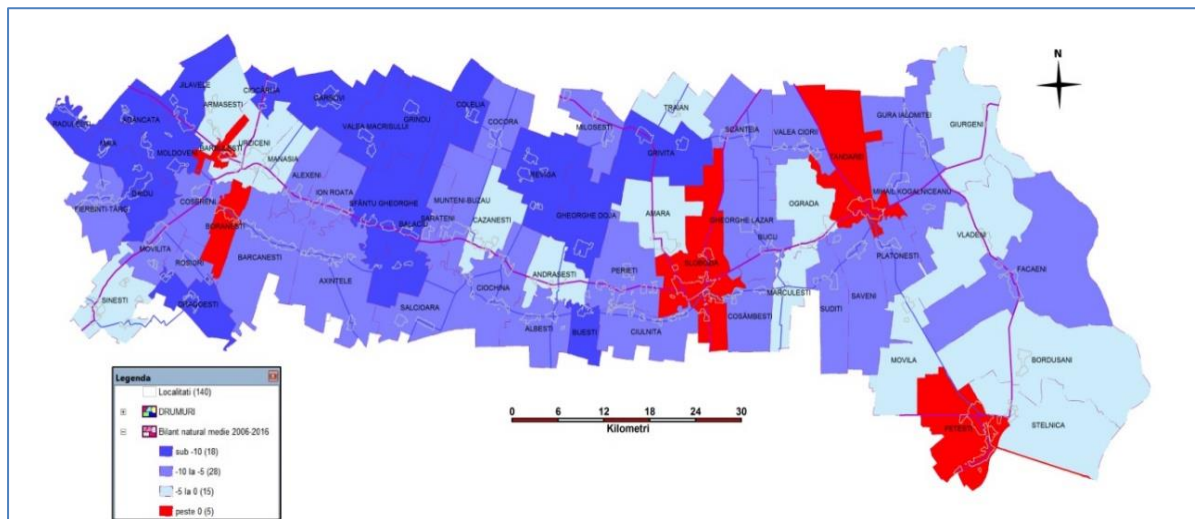 N
JILAVELE
CIOCARLIA
ARMASESTI
GARBOVI
ADANCATA
GRINDU
COLELIA
TRAIAN
GURA IALOMITEI
GIURGENI
RADULESTI
VALEA MACRISULUI
COCORA
MILOSESTI
SCANTEIA
VALEA CIORII
BARBULESTI
URZICENI
MOLDOVENI
MANASIA
GRIVITA
TANDAREI
ALEXENI
REVIGA
DRIDU
ION ROATA
MIHAIL KOGALNICEANU
FIERBINTI-TARG
COSERENI
SFÂNTU GHEORGHE
MUNTENI-BUZAU
AMARA
OGRADA
BORANESTI
BALACIU
SARATENI
CAZANESTI
GHEORGHE DOJA
GHEORGHE LAZAR
VLADENI
MOVILITA
BUCU
PLATONESTI
ROSIORI
BARCANESTI
SLOBOZIA
FACAENI
AXINTELE
ANDRASESTI
PERIETI
SINESTI
CIOCHINA
MARCULESTI
DRAGOESTI
SALCIOARA
COSÂMBESTI
SUDITI
SAVENI
ALBESTI
BUESTI
CIULNITA
MOVILA
BORDUSANI
FETESTI
STELNICA
0 6 12 18 24 30
Kilometri
Legenda
Localitati (140)
DRUMURI
Bilant natural medie 2006-2016
sub -10 (18)
-10 la -5 (28)
-5 la 0 (15)
peste 0 (5)